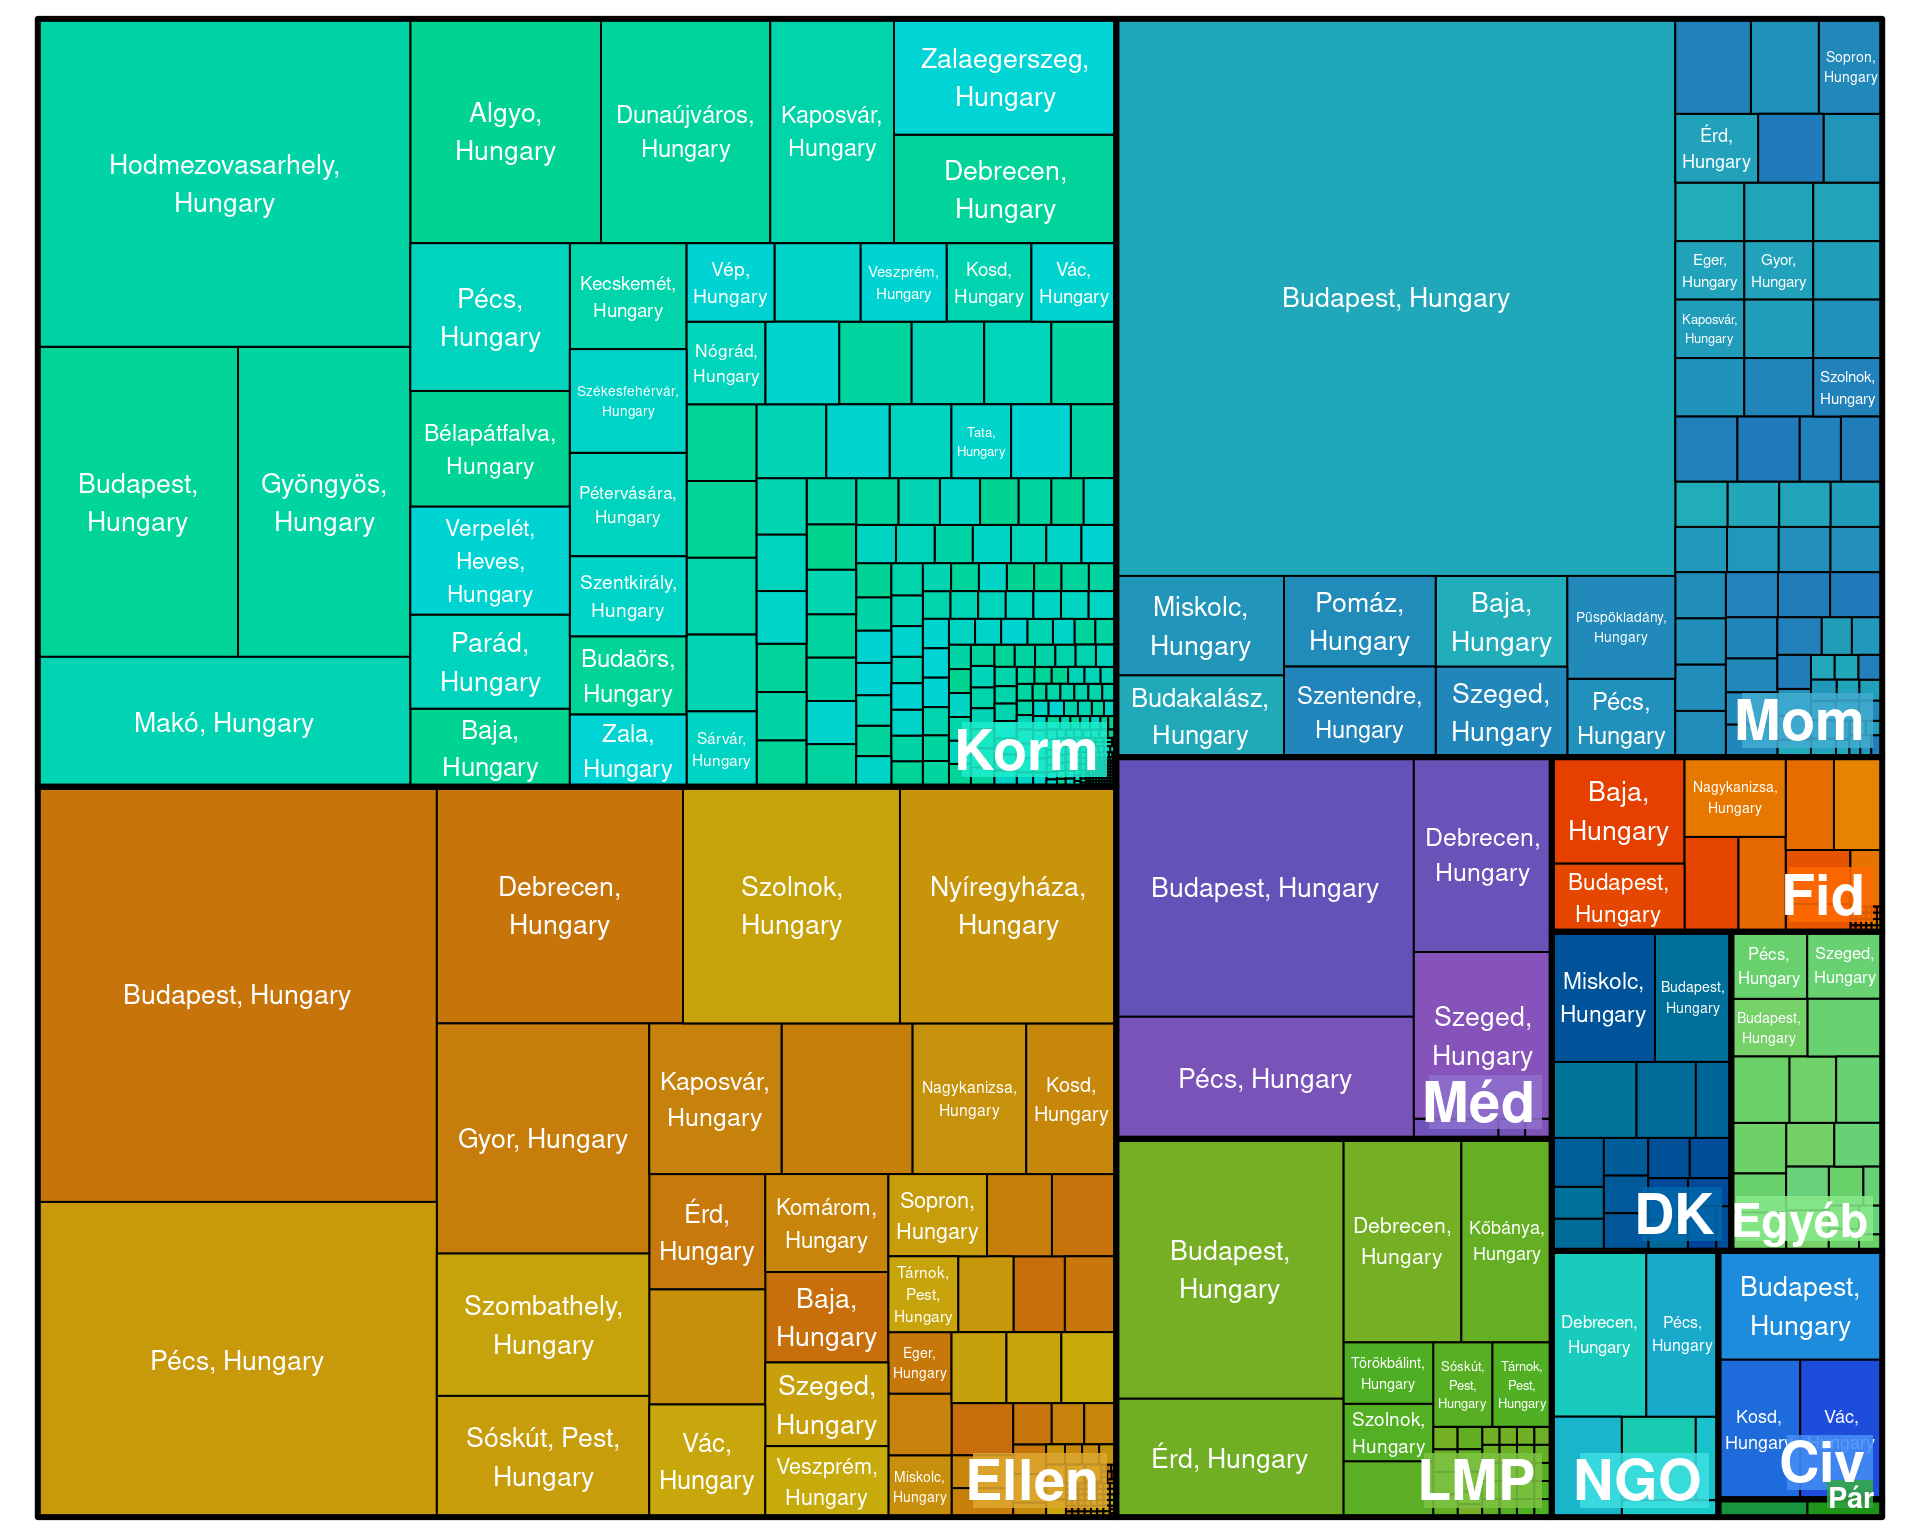 Hodmezovasarhely,
Hungary
Algyo,
Hungary
Dunaújváros,
Hungary
Kaposvár,
Hungary
Zalaegerszeg,
Hungary
Debrecen,
Hungary
Budapest,
Hungary
Gyöngyös,
Hungary
Makó, Hungary
Pécs,
Hungary
Bélapátfalva,
Hungary
Verpelét,
Heves,
Hungary
Parád,
Hungary
Baja,
Hungary
Kecskemét,
Hungary
Székesfehérvár,
Hungary
Pétervására,
Hungary
Szentkirály,
Hungary
Budaörs,
Hungary
Zala,
Hungary
Vép,
Hungary
Veszprém,
Hungary
Kosd,
Hungary
Vác,
Hungary
Nógrád,
Hungary
Tata,
Hungary
Sárvár,
Hungary
Korm
Budapest, Hungary
Sopron,
Hungary
Érd,
Hungary
Eger,
Hungary
Gyor,
Hungary
Kaposvár,
Hungary
Szolnok,
Hungary
Miskolc,
Hungary
Budakalász,
Hungary
Pomáz,
Hungary
Szentendre,
Hungary
Baja,
Hungary
Szeged,
Hungary
Püspökladány,
Hungary
Pécs,
Hungary
Mom
Budapest, Hungary
Pécs, Hungary
Debrecen,
Hungary
Szolnok,
Hungary
Nyíregyháza,
Hungary
Gyor, Hungary
Szombathely,
Hungary
Sóskút, Pest,
Hungary
Kaposvár,
Hungary
Nagykanizsa,
Hungary
Kosd,
Hungary
Érd,
Hungary
Vác,
Hungary
Komárom,
Hungary
Baja,
Hungary
Szeged,
Hungary
Veszprém,
Hungary
Sopron,
Hungary
Tárnok,
Pest,
Hungary
Eger,
Hungary
Miskolc,
Hungary
Ellen
Budapest, Hungary
Pécs, Hungary
Debrecen,
Hungary
Szeged,
Hungary
Méd
Baja,
Hungary
Budapest,
Hungary
Nagykanizsa,
Hungary
Fid
Miskolc,
Hungary
Budapest,
Hungary
DK
Pécs,
Hungary
Szeged,
Hungary
Budapest,
Hungary
Egyéb
Budapest,
Hungary
Érd, Hungary
Debrecen,
Hungary
Kőbánya,
Hungary
Törökbálint,
Hungary
Szolnok,
Hungary
Sóskút,
Pest,
Hungary
Tárnok,
Pest,
Hungary
LMP
Debrecen,
Hungary
Pécs,
Hungary
NGO
Budapest,
Hungary
Kosd,
Hungary
Vác,
Hungary
Civ
Pár